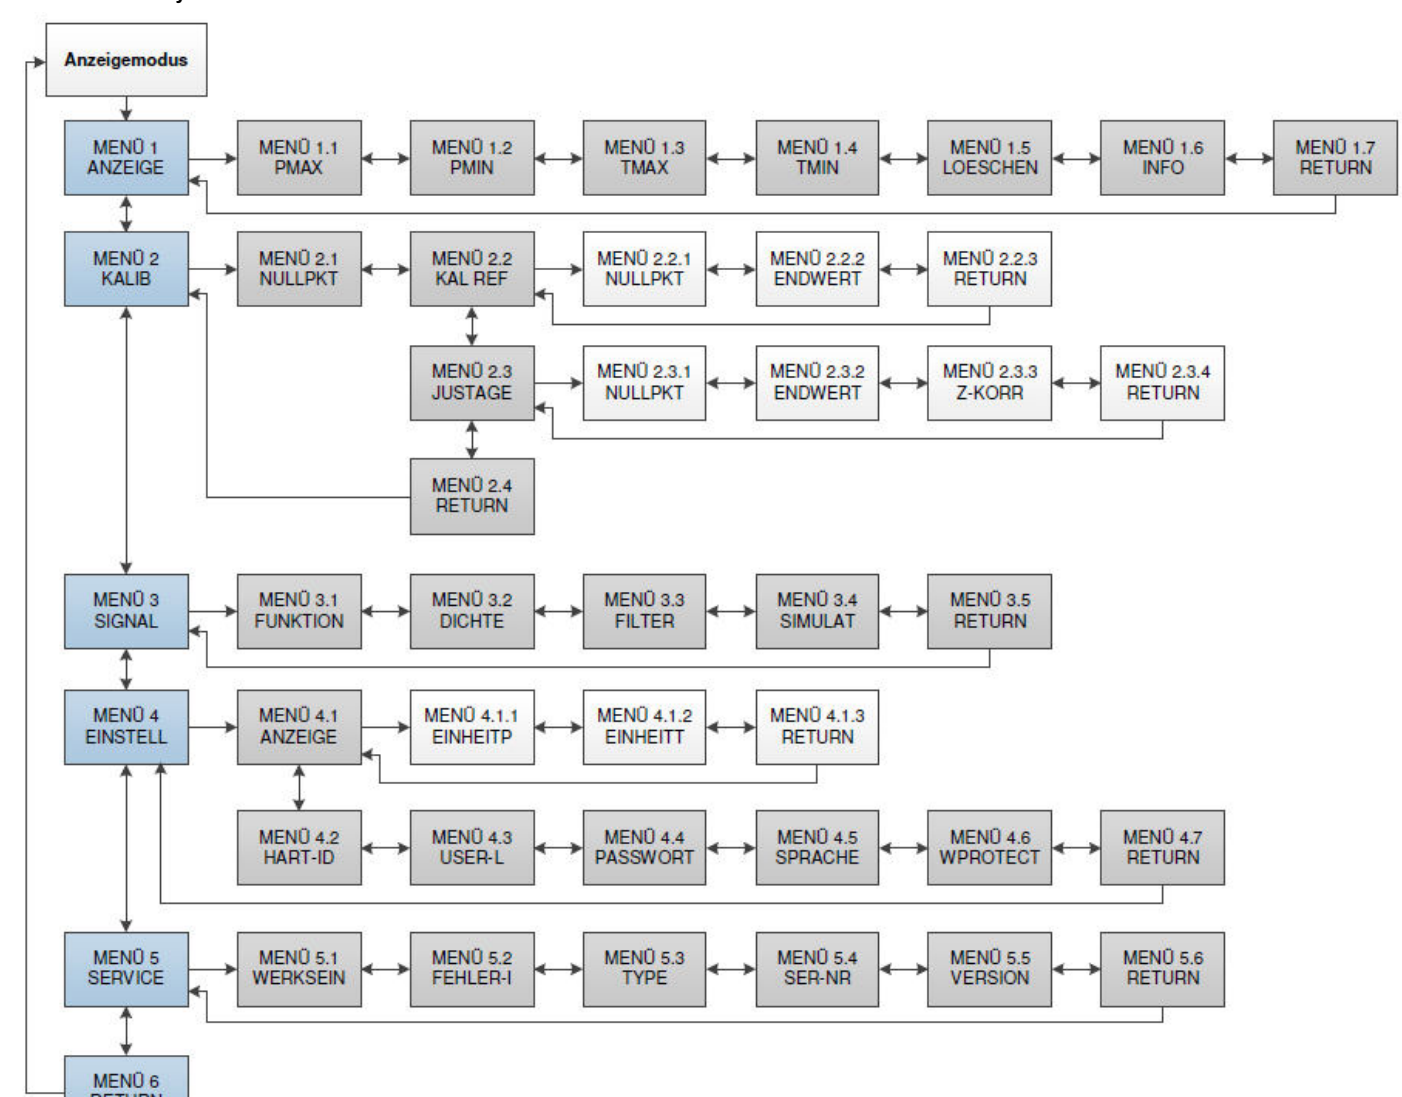 Anzeigemodus
MENÜ 1
ANZEIGE
MENÜ 1.1
PMAX
MENÜ 1.2
PMIN
MENÜ 1.3
TMAX
MENÜ 1.4
TMIN
MENÜ 1.5
LOESCHEN
MENÜ 1.6
INFO
MENÜ 1.7
RETURN
MENÜ 2
KALIB
MENÜ 2.1
NULLPKT
MENÜ 2.2
KAL REF
MENÜ 2.2.1
NULLPKT
MENÜ 2.2.2
ENDWERT
MENÜ 2.2.3
RETURN
MENÜ 2.3
JUSTAGE
MENÜ 2.3.1
NULLPKT
MENÜ 2.3.2
ENDWERT
MENÜ 2.3.3
Z-KORR
MENÜ 2.3.4
RETURN
MENÜ 2.4
RETURN
MENÜ 3
SIGNAL
MENÜ 3.1
FUNKTION
MENÜ 3.2
DICHTE
MENÜ 3.3
FILTER
MENÜ 3.4
SIMULAT
MENÜ 3.5
RETURN
MENÜ 4
EINSTELL
MENÜ 4.1
ANZEIGE
MENÜ 4.1.1
EINHEITP
MENÜ 4.1.2
EINHEITT
MENÜ 4.1.3
RETURN
MENÜ 4.2
HART-ID
MENÜ 4.3
USER-L
MENÜ 4.4
PASSWORT
MENÜ 4.5
SPRACHE
MENÜ 4.6
WPROTECT
MENÜ 4.7
RETURN
MENÜ 5
SERVICE
MENÜ 5.1
WERKSEIN
MENÜ 5.2
FEHLER-I
MENÜ 5.3
TYPE
MENÜ 5.4
SER-NR
MENÜ 5.5
VERSION
MENÜ 5.6
RETURN
MENÜ 6
RETURN